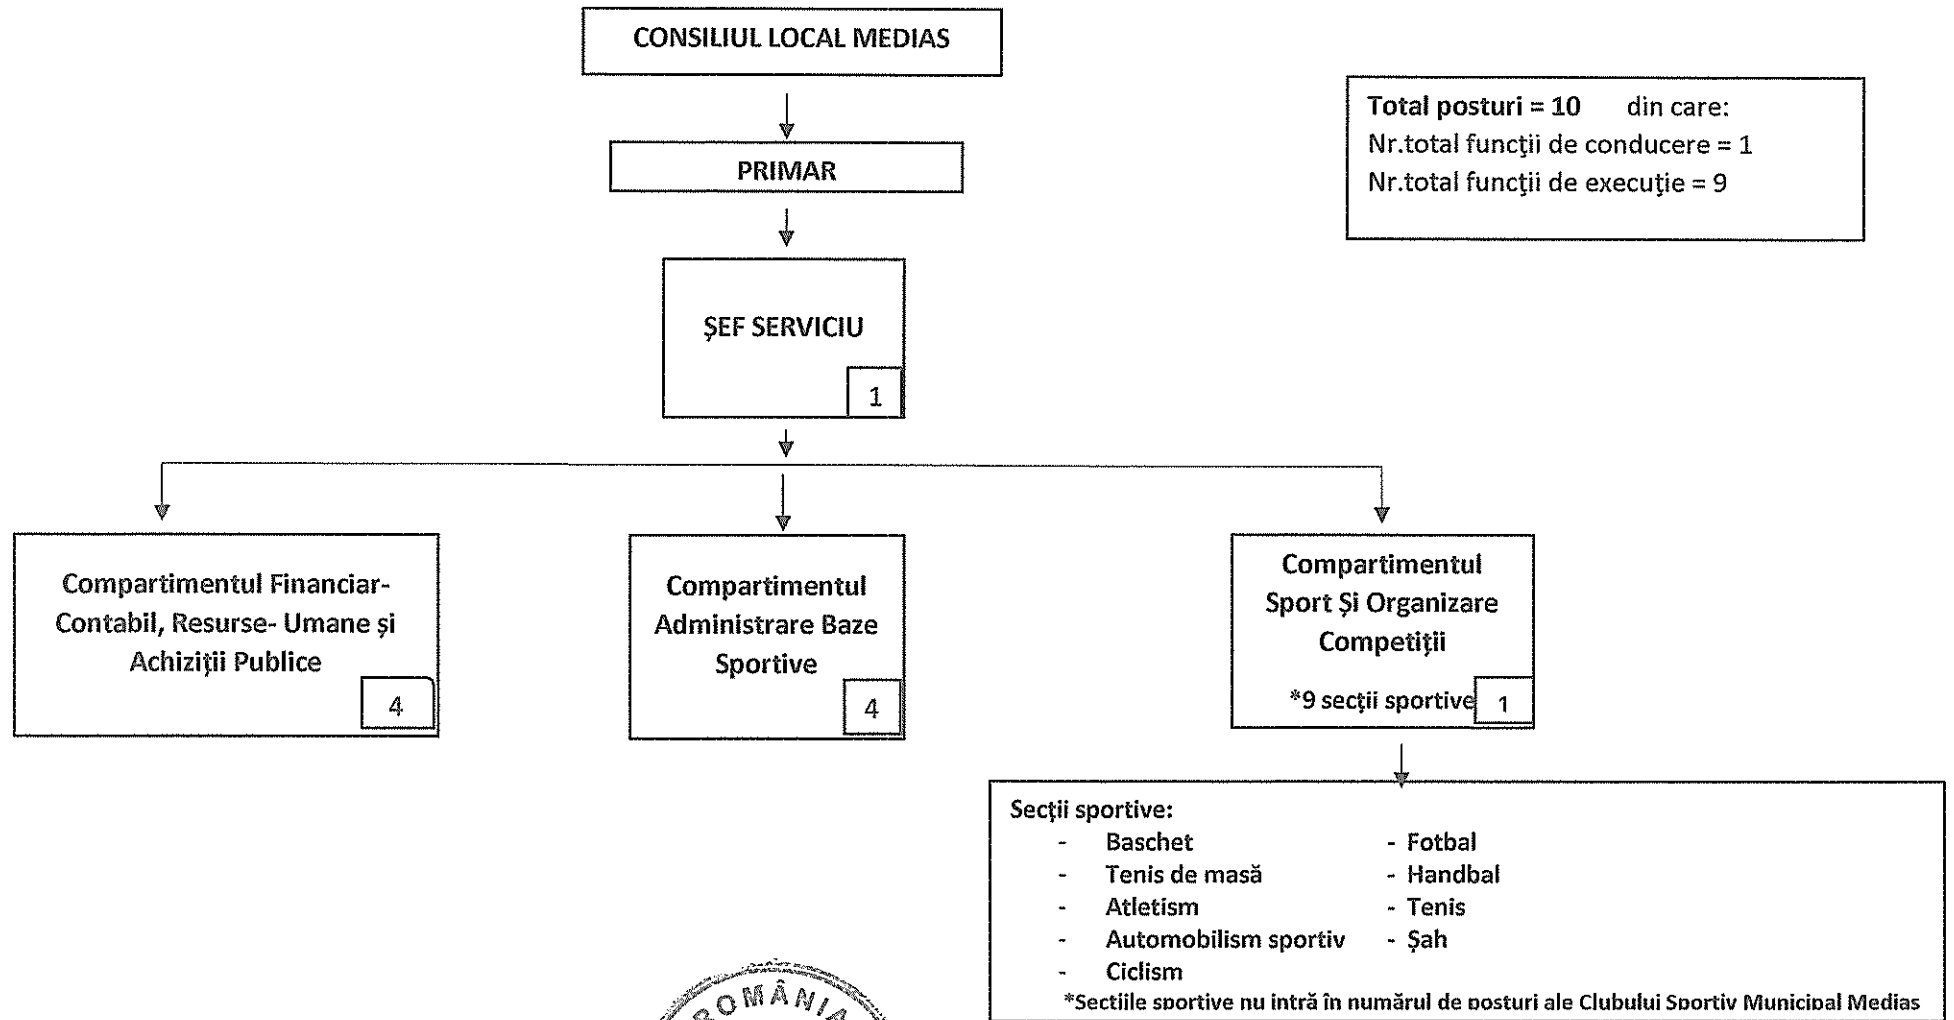 CONSILIUL LOCAL MEDIAS
Total posturi = 10 din care:
Nr.total funcţii de conducere = 1
Nr.total funcţii de execuţie = 9
PRIMAR
ŞEF SERVICIU
1
Compartimentul Financiar-
Contabil, Resurse- Umane şi
Achiziţii Publice
4
Compartimentul
Administrare Baze
Sportive
4
Compartimentul
Sport Şi Organizare
Competiţii
*9 secţii sportive
1
Secţii sportive:
- Baschet - Fotbal
- Tenis de masă - Handbal
- Atletism - Tenis
- Automobilism sportiv - Şah
- Ciclism
*Secţiile sportive nu intră în numărul de posturi ale Clubului Sportiv Municipal Medias
ROMÂNIA